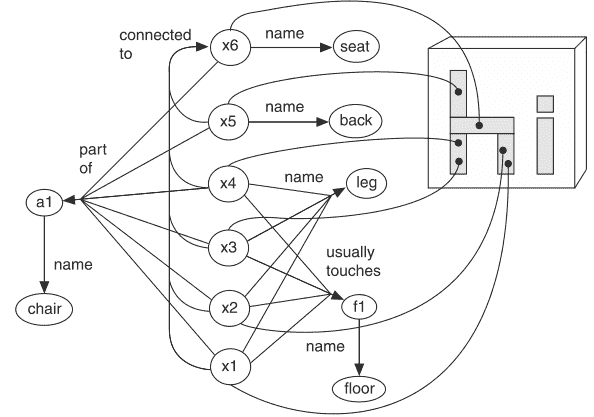 connected
to
x6
name
seat
x5
name
back
part
of
x4
name
leg
a1
x3
usually
touches
name
x2
f1
chair
name
x1
floor